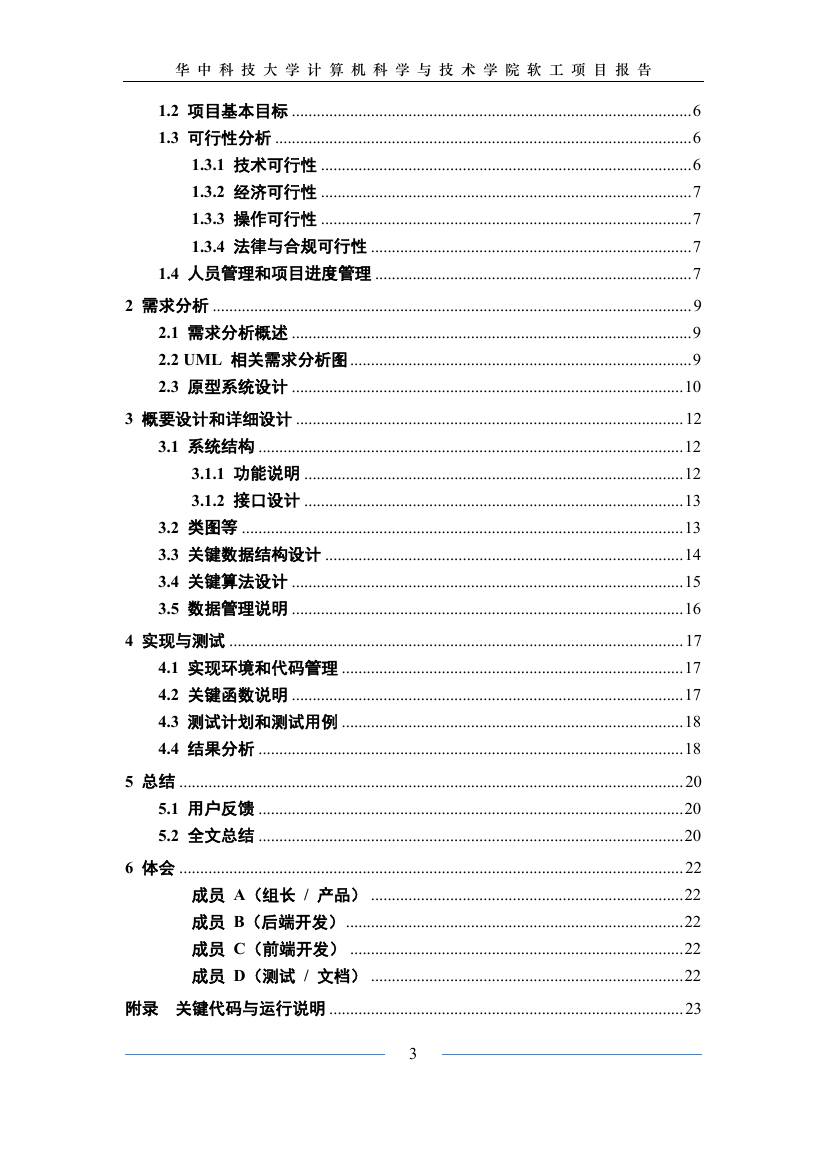 华中科技大学计算机科学与技术学院软工项目报告
1.2 项目基本目标 6
1.3 可行性分析 6
1.3.1 技术可行性 6
1.3.2 经济可行性 7
1.3.3 操作可行性 7
1.3.4 法律与合规可行性 7
1.4 人员管理和项目进度管理 7
2 需求分析 9
2.1 需求分析概述 9
2.2 UML 相关需求分析图 9
2.3 原型系统设计 10
3 概要设计和详细设计 12
3.1 系统结构 12
3.1.1 功能说明 12
3.1.2 接口设计 13
3.2 类图等 13
3.3 关键数据结构设计 14
3.4 关键算法设计 15
3.5 数据管理说明 16
4 实现与测试 17
4.1 实现环境和代码管理 17
4.2 关键函数说明 17
4.3 测试计划和测试用例 18
4.4 结果分析 18
5 总结 20
5.1 用户反馈 20
5.2 全文总结 20
6 体会 22
成员 A（组长 / 产品） 22
成员 B（后端开发） 22
成员 C（前端开发） 22
成员 D（测试 / 文档） 22
附录 关键代码与运行说明 23
3